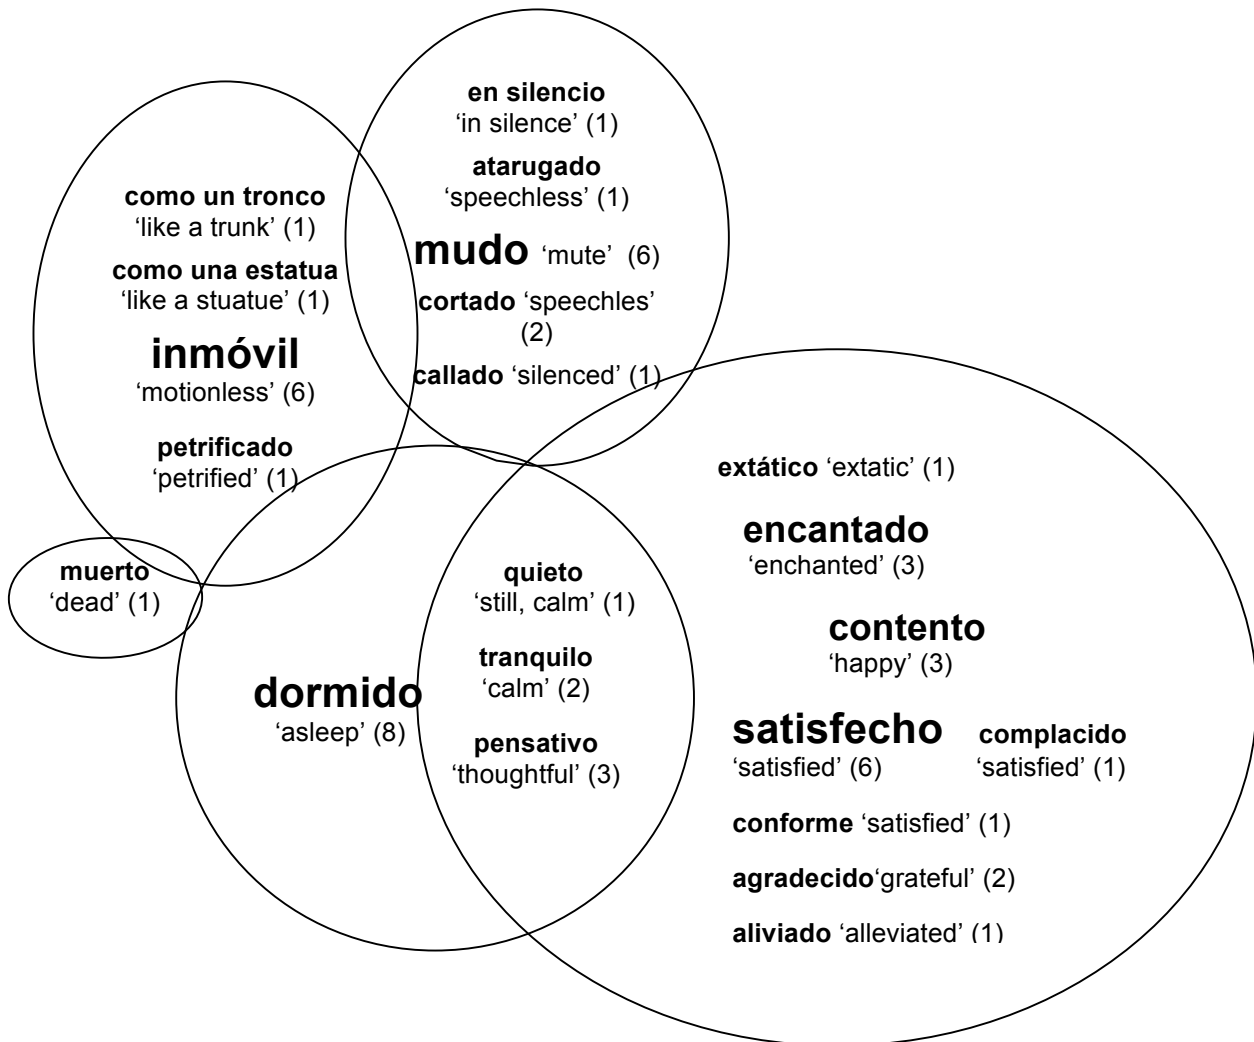 en silencio
‘in silence’ (1)
atarugado
‘speechless’ (1)
mudo ‘mute’ (6)
cortado ‘speechles’
(2)
callado ‘silenced’ (1)
como un tronco
‘like a trunk’ (1)
como una estatua
‘like a stuatue’ (1)
inmóvil
‘motionless’ (6)
petrificado
‘petrified’ (1)
muerto
‘dead’ (1)
dormido
‘asleep’ (8)
quieto
‘still, calm’ (1)
tranquilo
‘calm’ (2)
pensativo
‘thoughtful’ (3)
extático ‘extatic’ (1)
encantado
‘enchanted’ (3)
contento
‘happy’ (3)
satisfecho
‘satisfied’ (6)
complacido
‘satisfied’ (1)
conforme ‘satisfied’ (1)
agradecido‘grateful’ (2)
aliviado ‘alleviated’ (1)